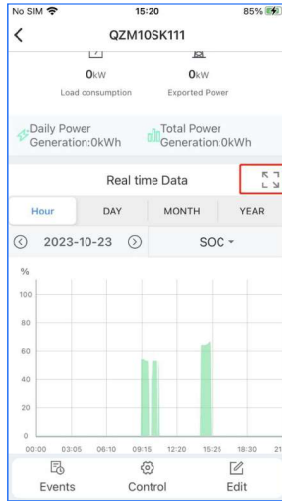 No SIM 15:20 85%
QZM10SK111
0kW 0kW
Load consumption Exported Power
Daily Power Generation:0kWh
Total Power Generation:0kWh
Real time Data
Hour DAY MONTH YEAR
2023-10-23 SOC
%
100
80
60
40
20
0
00:00 03:05 06:10 09:15 12:20 15:25 18:30 21
Events Control Edit